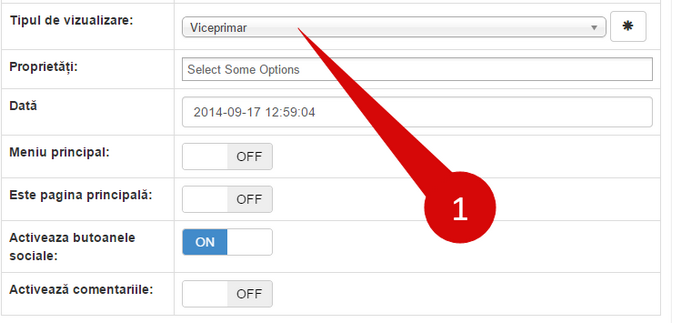 Tipul de vizualizare:
Viceprimar
Proprietăți:
Select Some Options
Dată
2014-09-17 12:59:04
Meniu principal:
OFF
Este pagina principală:
OFF
Activeaza butoanele
sociale:
ON
Activează comentariile:
OFF
1